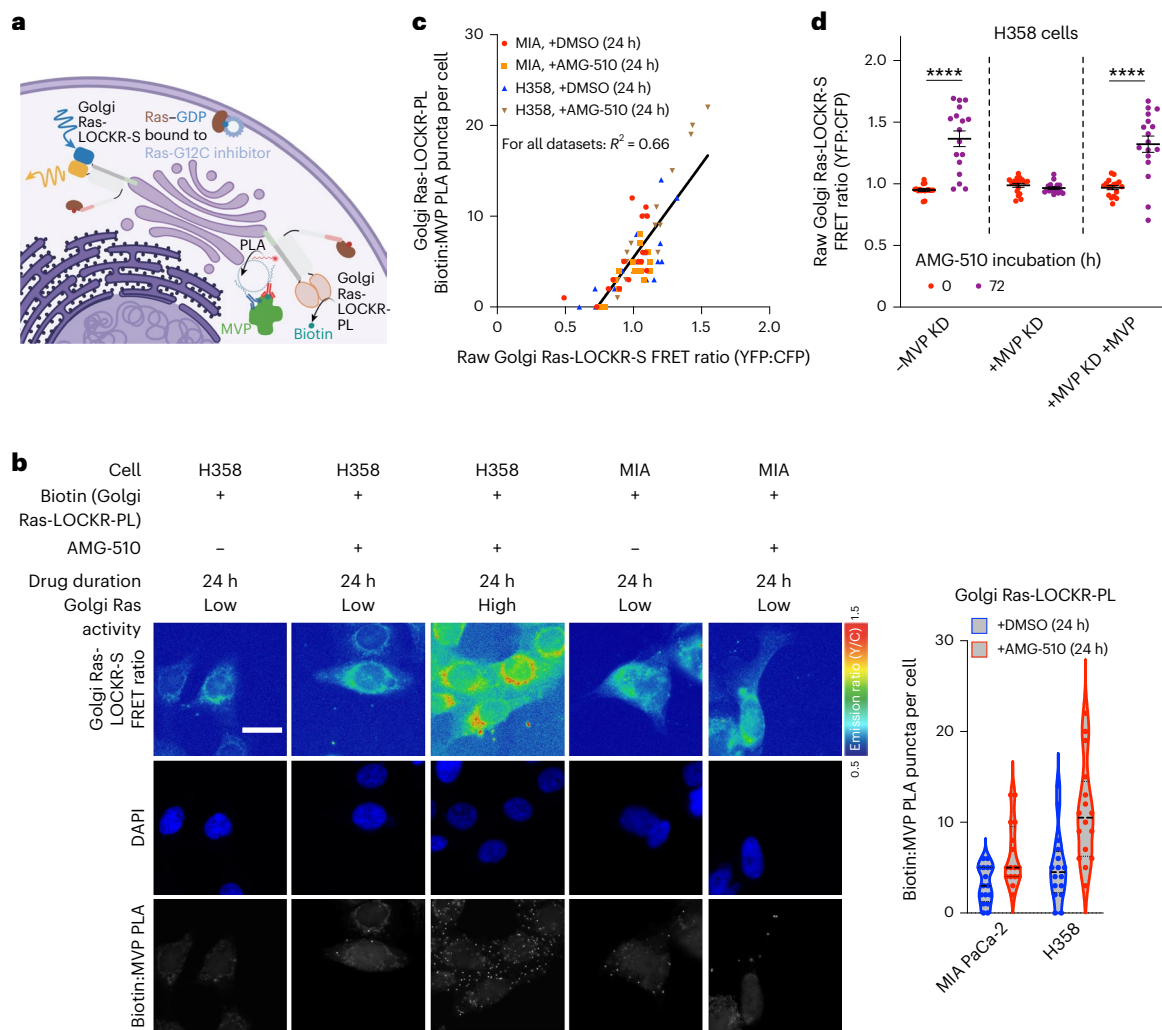 a
Golgi
Ras-
LOCKR-S
Ras–GDP
bound to
Ras-G12C inhibitor
PLA
MVP
Golgi
Ras-
LOCKR-
PL
Biotin
c
Golgi Ras-LOCKR-PL
Biotin:MVP PLA puncta per cell
30
20
10
0
MIA, +DMSO (24 h)
MIA, +AMG-510 (24 h)
H358, +DMSO (24 h)
H358, +AMG-510 (24 h)
For all datasets: R² = 0.66
0 0.5 1.0 1.5 2.0
Raw Golgi Ras-LOCKR-S FRET ratio (YFP:CFP)
d
H358 cells
Raw Golgi Ras-LOCKR-S
FRET ratio (YFP:CFP)
2.0
1.5
1.0
0.5
0
**** ****
AMG-510 incubation (h)
0 72
–MVP KD
+MVP KD
+MVP KD +MVP
b
Cell H358 H358 H358 MIA MIA
Biotin (Golgi + + + + +
Ras-LOCKR-PL)
AMG-510 – + + – +
Drug duration 24 h 24 h 24 h 24 h 24 h
Golgi Ras Low Low High Low Low
activity
Golgi Ras-
LOCKR-S
FRET ratio
0.5 Emission ratio (Y/C) 1.5
DAPI
Biotin:MVP PLA
Golgi Ras-LOCKR-PL
+DMSO (24 h)
+AMG-510 (24 h)
Biotin:MVP PLA puncta per cell
30
20
10
0
MIA PaCa-2
H358